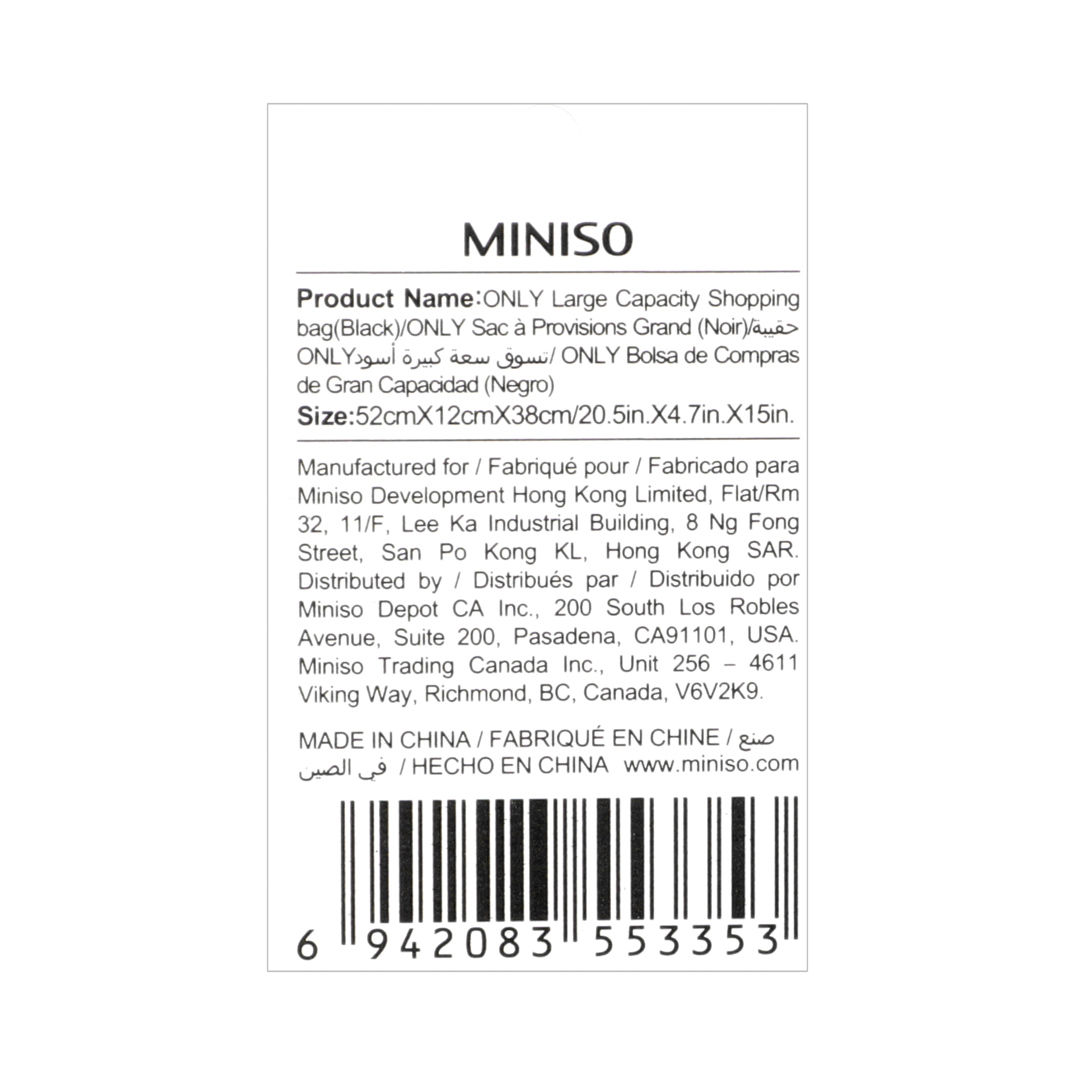 MINISO
Product Name:ONLY Large Capacity Shopping
bag(Black)/ONLY Sac à Provisions Grand (Noir)/حقيبة
ONLYتسوق سعة كبيرة أسود/ ONLY Bolsa de Compras
de Gran Capacidad (Negro)
Size:52cmX12cmX38cm/20.5in.X4.7in.X15in.
Manufactured for / Fabriqué pour / Fabricado para
Miniso Development Hong Kong Limited, Flat/Rm
32, 11/F, Lee Ka Industrial Building, 8 Ng Fong
Street, San Po Kong KL, Hong Kong SAR.
Distributed by / Distribués par / Distribuido por
Miniso Depot CA Inc., 200 South Los Robles
Avenue, Suite 200, Pasadena, CA91101, USA.
Miniso Trading Canada Inc., Unit 256 – 4611
Viking Way, Richmond, BC, Canada, V6V2K9.
MADE IN CHINA / FABRIQUÉ EN CHINE / صنع
في الصين / HECHO EN CHINA www.miniso.com
6 942083 553353